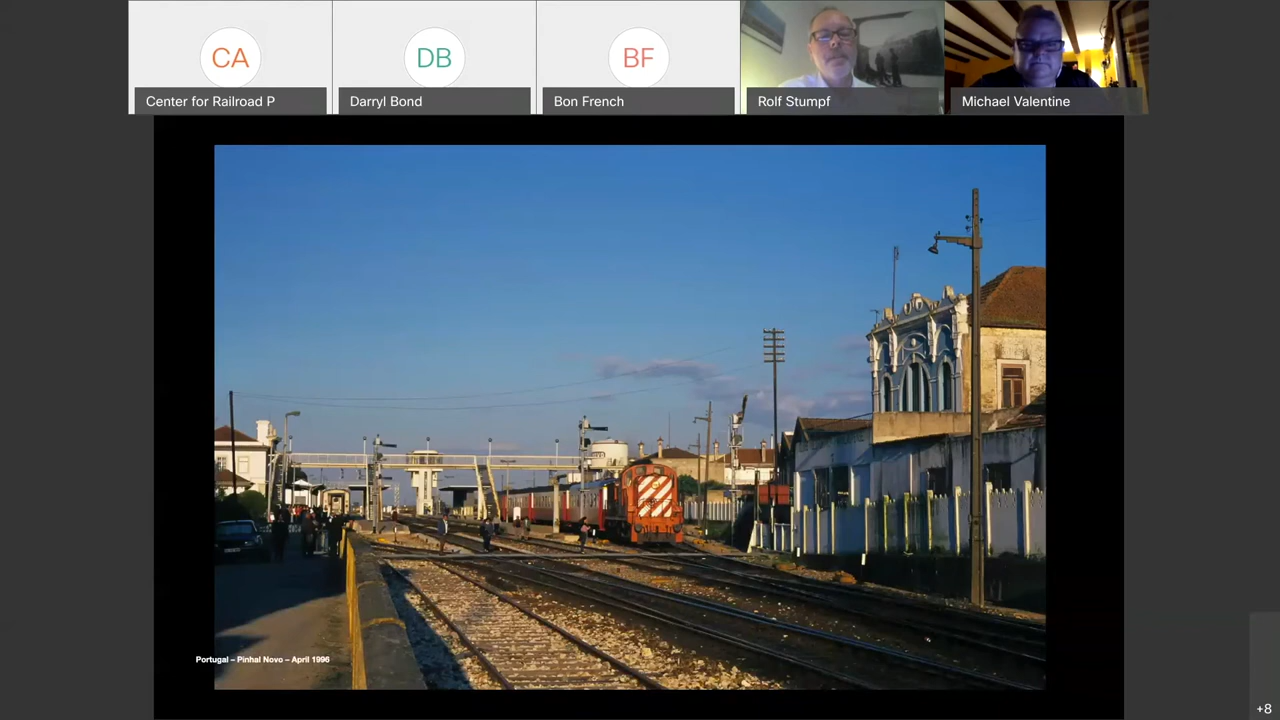 CA
DB
BF
Center for Railroad P
Darryl Bond
Bon French
Rolf Stumpf
Michael Valentine
Portugal – Pinhal Novo – April 1996
+8